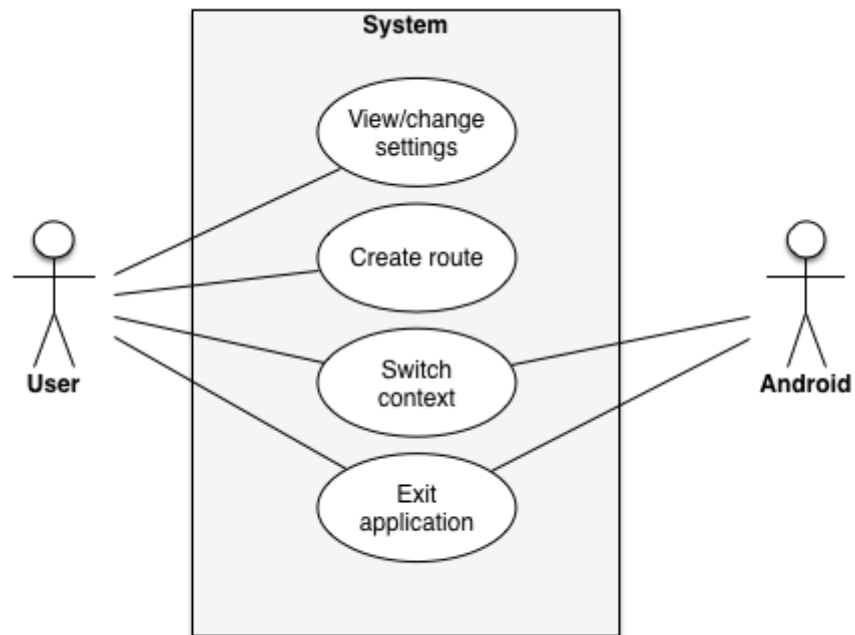 System
View/change
settings
Create route
Switch
context
Exit
application
User
Android